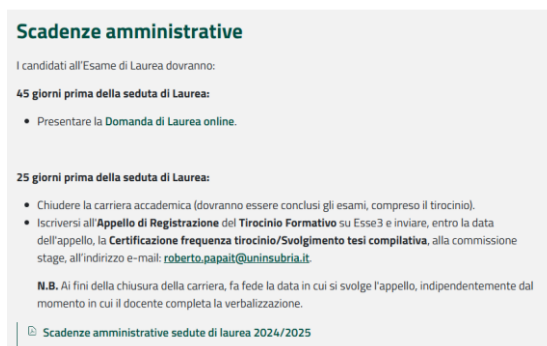 Scadenze amministrative
I candidati all'Esame di Laurea dovranno:
45 giorni prima della seduta di Laurea:
• Presentare la Domanda di Laurea online.
25 giorni prima della seduta di Laurea:
• Chiudere la carriera accademica (dovranno essere conclusi gli esami, compreso il tirocinio).
• Iscriversi all'Appello di Registrazione del Tirocinio Formativo su Esse3 e inviare, entro la data
dell'appello, la Certificazione frequenza tirocinio/Svolgimento tesi compilativa, alla commissione
stage, all'indirizzo e-mail: roberto.papait@uninsubria.it.
N.B. Ai fini della chiusura della carriera, fa fede la data in cui si svolge l'appello, indipendentemente dal
momento in cui il docente completa la verbalizzazione.
Scadenze amministrative sedute di laurea 2024/2025